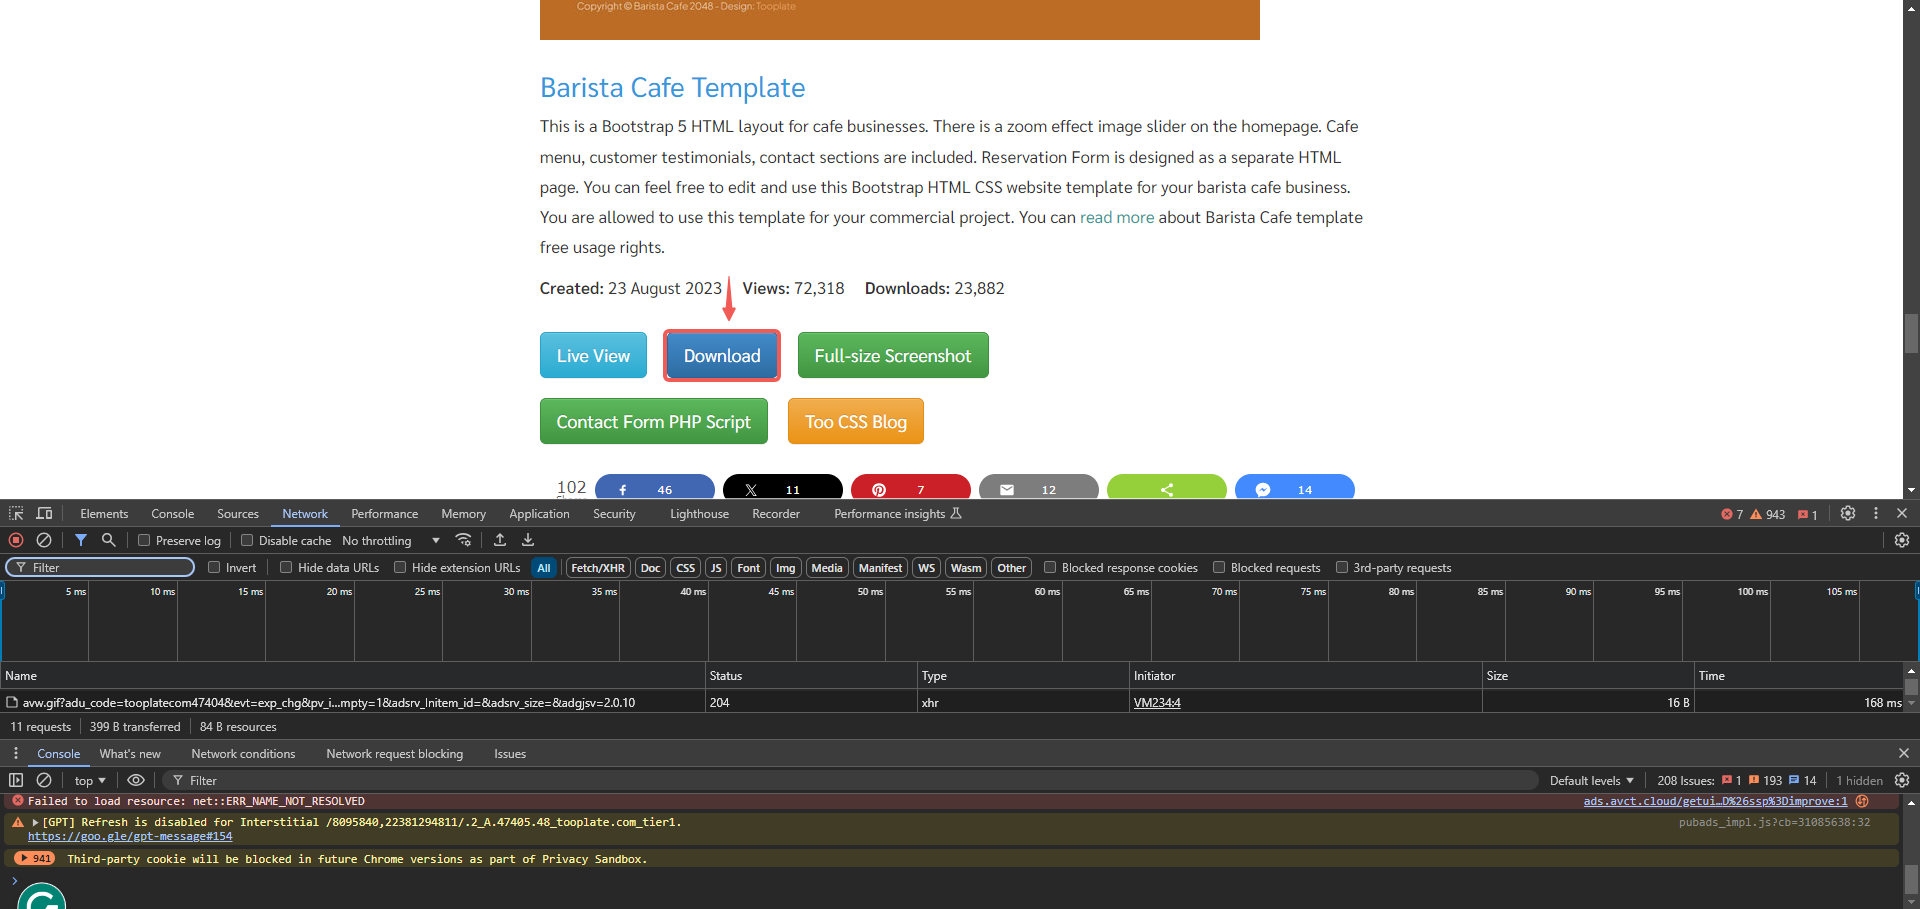 Copyright © Barista Cafe 2048 - Design: Tooplate
Barista Cafe Template
This is a Bootstrap 5 HTML layout for cafe businesses. There is a zoom effect image slider on the homepage. Cafe
menu, customer testimonials, contact sections are included. Reservation Form is designed as a separate HTML
page. You can feel free to edit and use this Bootstrap HTML CSS website template for your barista cafe business.
You are allowed to use this template for your commercial project. You can read more about Barista Cafe template
free usage rights.
Created: 23 August 2023 Views: 72,318 Downloads: 23,882
Live View Download Full-size Screenshot
Contact Form PHP Script Too CSS Blog
102 46 11 7 12 14
Elements Console Sources Network Performance Memory Application Security Lighthouse Recorder Performance insights 7 943 1
Preserve log Disable cache No throttling
Filter Invert Hide data URLs Hide extension URLs All Fetch/XHR Doc CSS JS Font Img Media Manifest WS Wasm Other Blocked response cookies Blocked requests 3rd-party requests
5 ms 10 ms 15 ms 20 ms 25 ms 30 ms 35 ms 40 ms 45 ms 50 ms 55 ms 60 ms 65 ms 70 ms 75 ms 80 ms 85 ms 90 ms 95 ms 100 ms 105 ms
Name Status Type Initiator Size Time
avw.gif?adu_code=tooplatecom47404&evt=exp_chg&pv_i...mpty=1&adsrv_lnitem_id=&adsrv_size=&adgjsv=2.0.10 204 xhr VM234:4 16 B 168 ms
11 requests 399 B transferred 84 B resources
Console What's new Network conditions Network request blocking Issues
top Filter Default levels 208 Issues: 1 193 14 1 hidden
Failed to load resource: net::ERR_NAME_NOT_RESOLVED ads.avct.cloud/getui…D%26ssp%3Dimprove:1
[GPT] Refresh is disabled for Interstitial /8095840,22381294811/.2_A.47405.48_tooplate.com_tier1. pubads_impl.js?cb=31085638:32
https://goo.gle/gpt-message#154
941 Third-party cookie will be blocked in future Chrome versions as part of Privacy Sandbox.